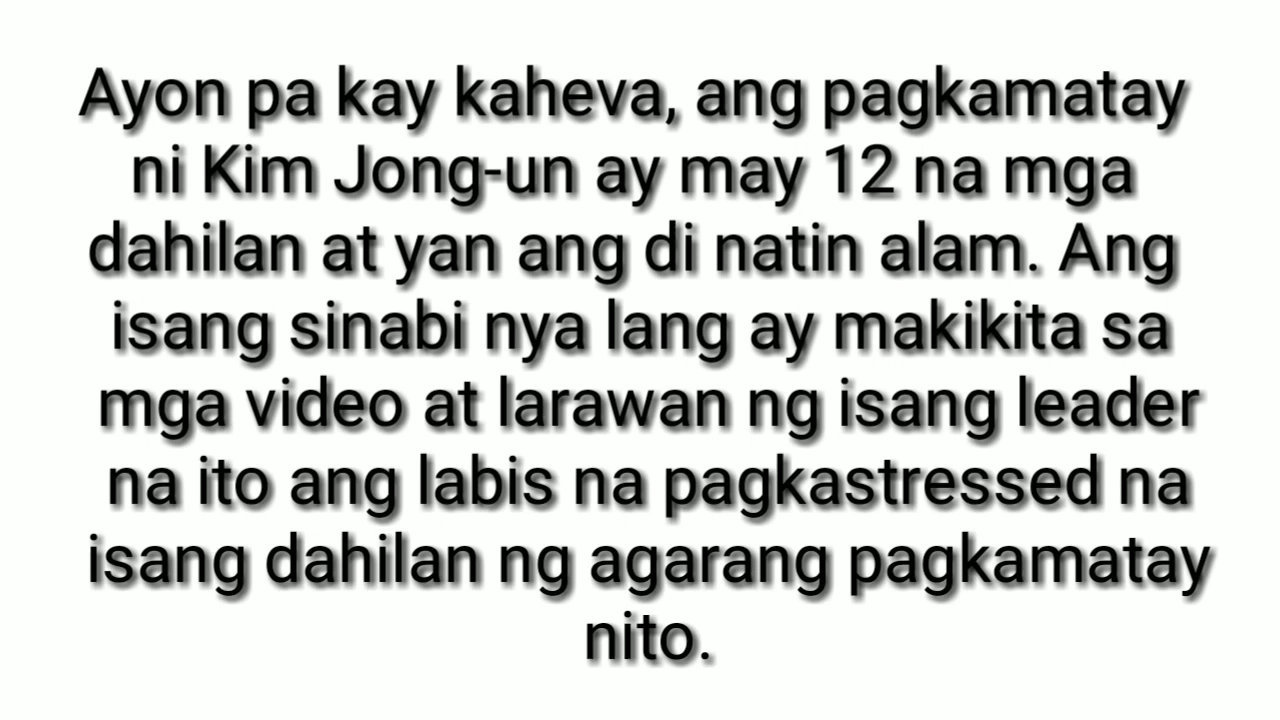 Ayon pa kay kaheva, ang pagkamatay
ni Kim Jong-un ay may 12 na mga
dahilan at yan ang di natin alam. Ang
isang sinabi nya lang ay makikita sa
mga video at larawan ng isang leader
na ito ang labis na pagkastressed na
isang dahilan ng agarang pagkamatay
nito.